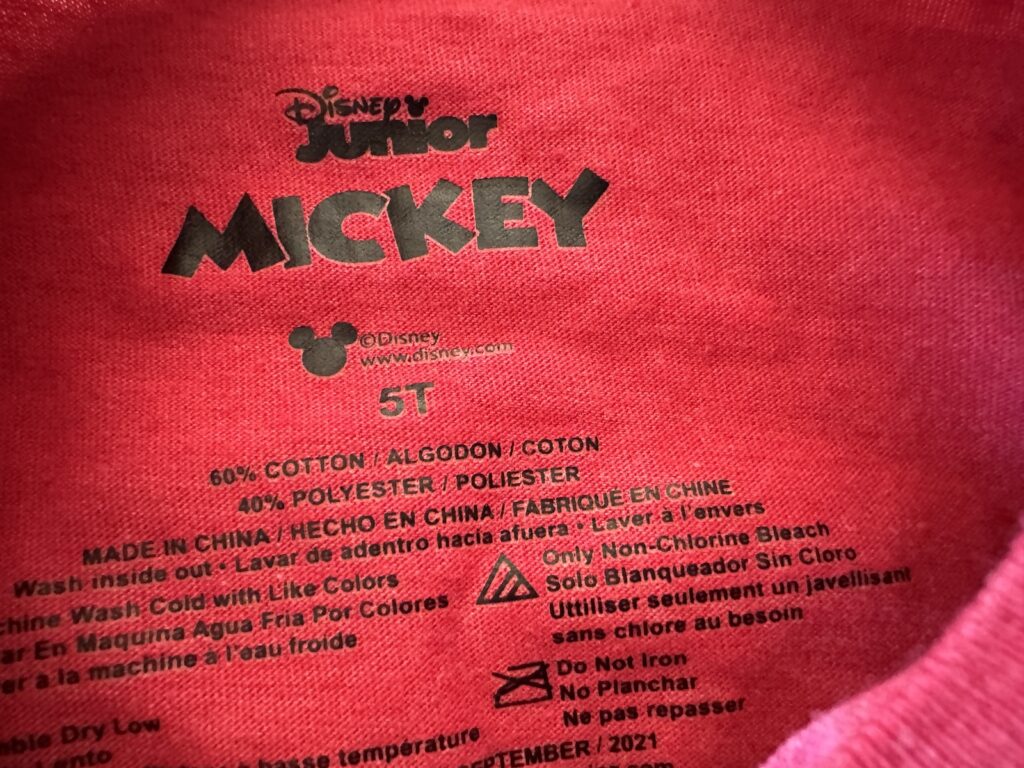 Disney
Junior
MICKEY
©Disney
www.disney.com
5T
60% COTTON / ALGODON / COTON
40% POLYESTER / POLIESTER
MADE IN CHINA / HECHO EN CHINA / FABRIQUÉ EN CHINE
Wash inside out • Lavar de adentro hacia afuera • Laver à l'envers
chine Wash Cold with Like Colors
ar En Maquina Agua Fria Por Colores
er à la machine à l'eau froide
Only Non-Chlorine Bleach
Solo Blanqueador Sin Cloro
Uttiliser seulement un javellisant
sans chlore au besoin
Do Not Iron
No Planchar
Ne pas repasser
mble Dry Low
Lento
basse température
SEPTEMBER / 2021